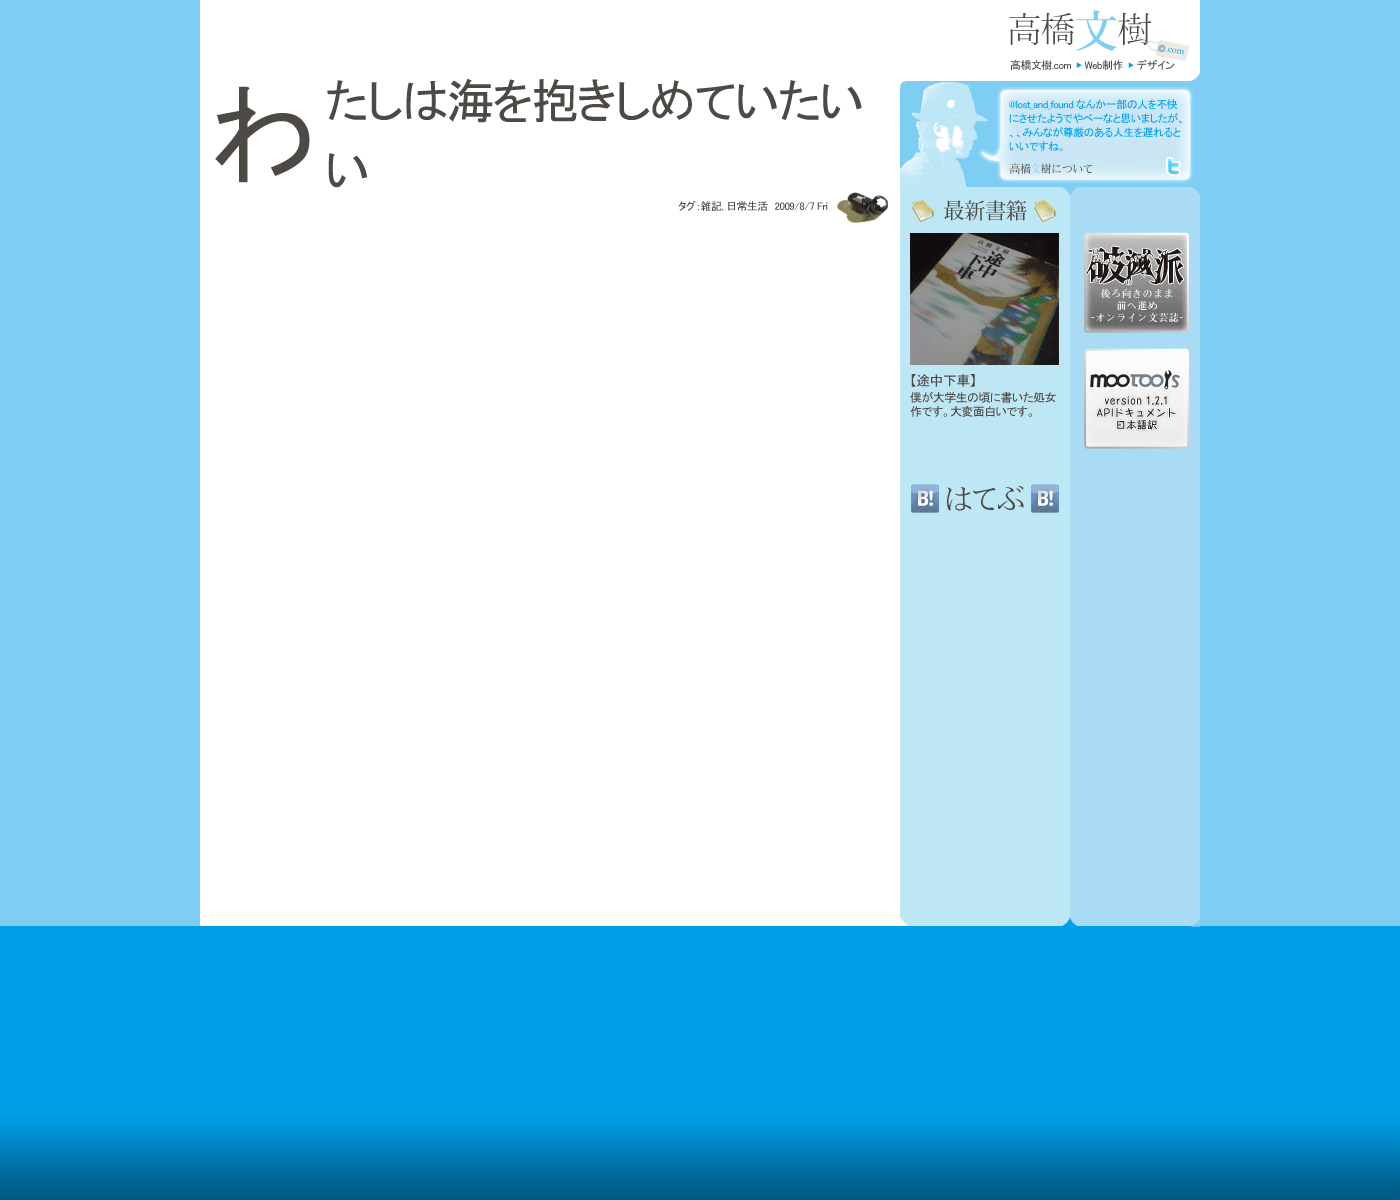 高橋文樹
.com
高橋文樹.com ▶Web制作 ▶デザイン
わたしは海を抱きしめていたい
い
タグ：雑記, 日常生活 2009/8/7 Fri
@lost_and_found なんか一部の人を不快
にさせたようでやべーなと思いましたが、
、、みんなが尊厳のある人生を遅れると
いいですね。
高橋文樹について
最新書籍
高橋文樹
途中
下車
【途中下車】
僕が大学生の頃に書いた処女
作です。大変面白いです。
B! はてぶ B!
破滅派
後ろ向きのまま
前へ進め
-オンライン文芸誌-
mootools
version 1.2.1
APIドキュメント
日本語訳